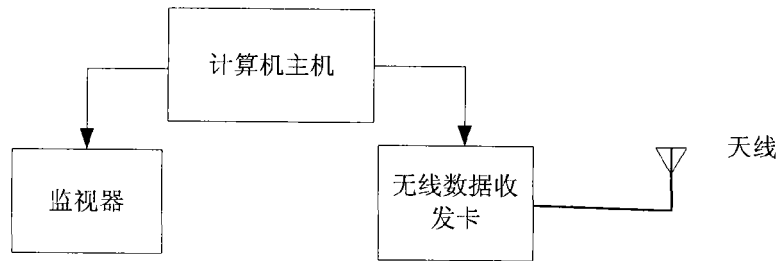 计算机主机
监视器
无线数据收
发卡
天线